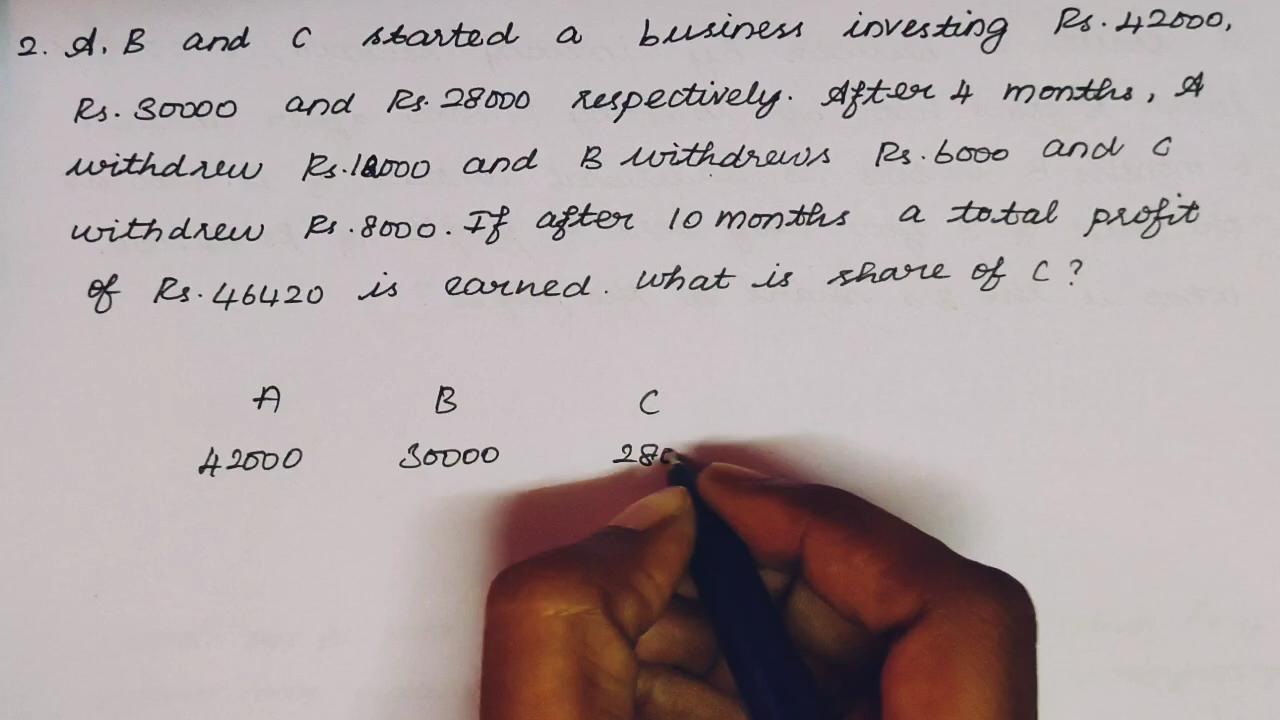 2. A, B and C started a business investing Rs. 42000,
Rs. 30000 and Rs. 28000 respectively. After 4 months, A
withdrew and B withdrews Rs. 6000 and C
withdrew Rs. 8000. If after 10 months a total profit
of Rs. 46420 is earned. What is share of C?
A B C
42000 30000 280